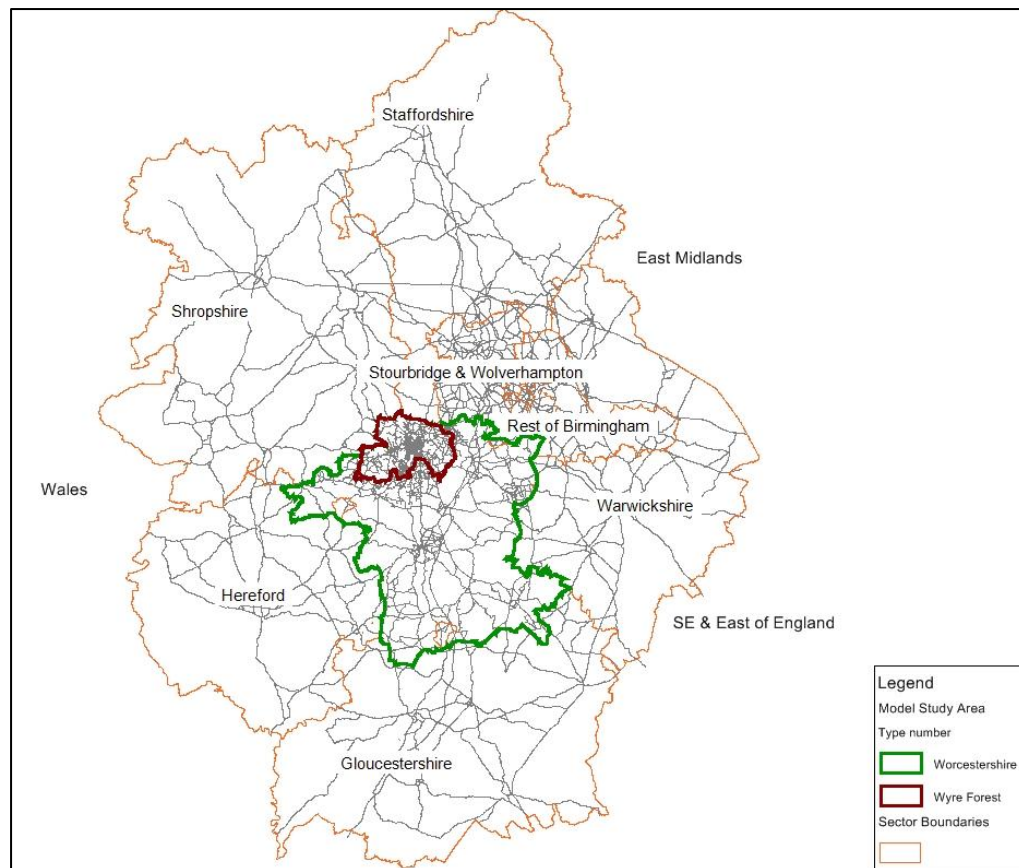 Staffordshire
East Midlands
Shropshire
Stourbridge & Wolverhampton
Rest of Birmingham
Wales
Warwickshire
Hereford
SE & East of England
Gloucestershire
Legend
Model Study Area
Type number
Worcestershire
Wyre Forest
Sector Boundaries